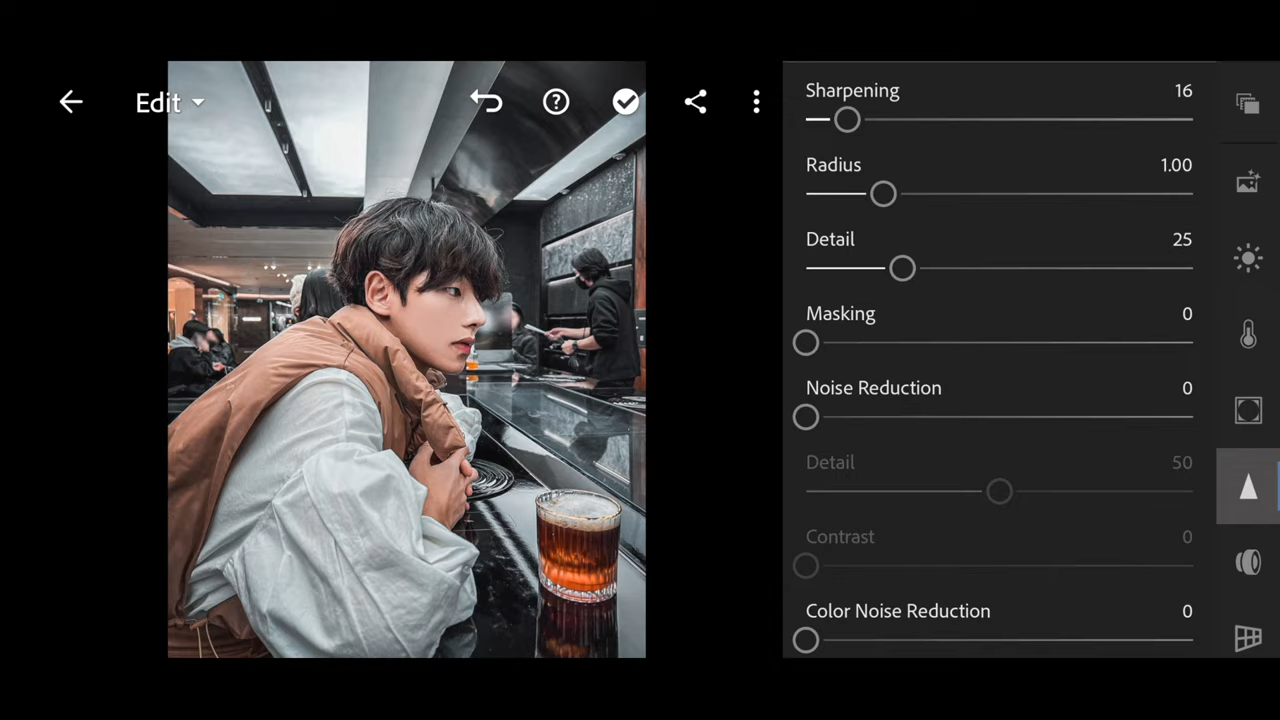 Edit
Sharpening 16
Radius 1.00
Detail 25
Masking 0
Noise Reduction 0
Detail 50
Contrast 0
Color Noise Reduction 0